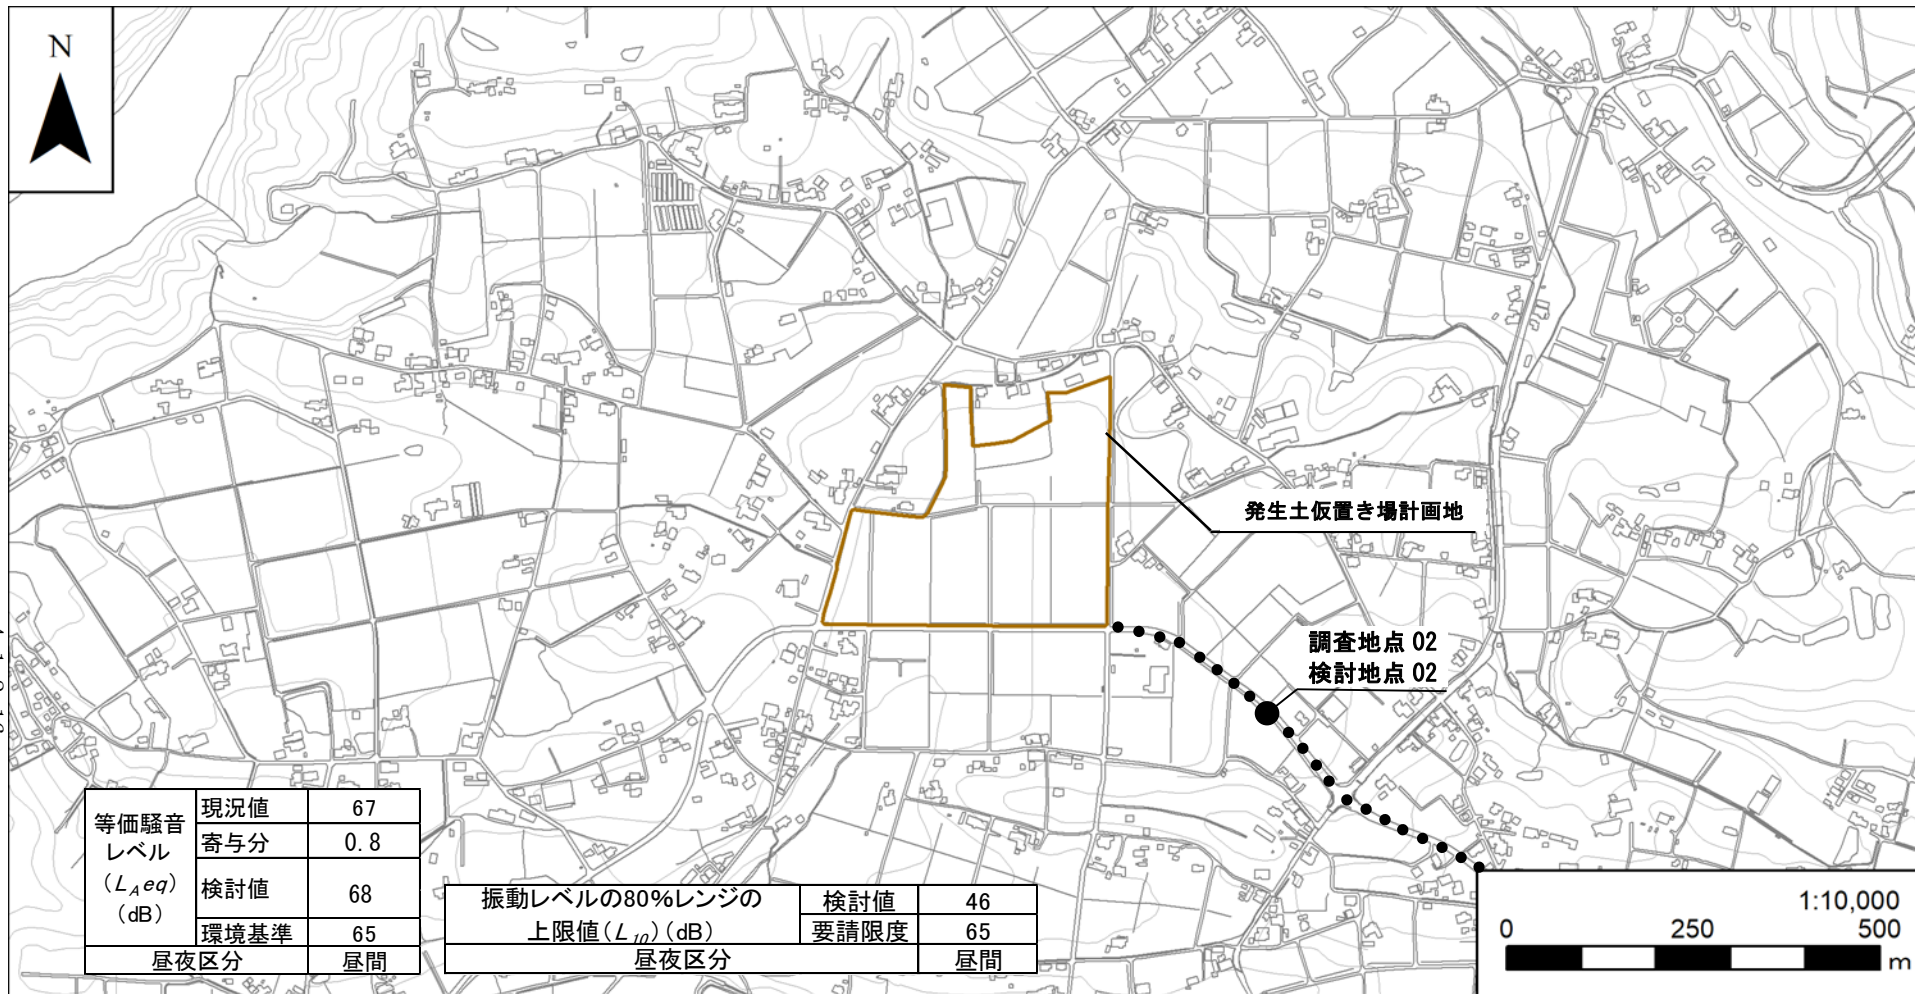 N
発生土仮置き場計画地
調査地点 02
検討地点 02
等価騒音レベル(LAeq)(dB) 現況値 67
寄与分 0.8
検討値 68
環境基準 65
昼夜区分 昼間
振動レベルの80%レンジの上限値(L10)(dB) 検討値 46
要請限度 65
昼夜区分 昼間
1:10,000
0 250 500
m